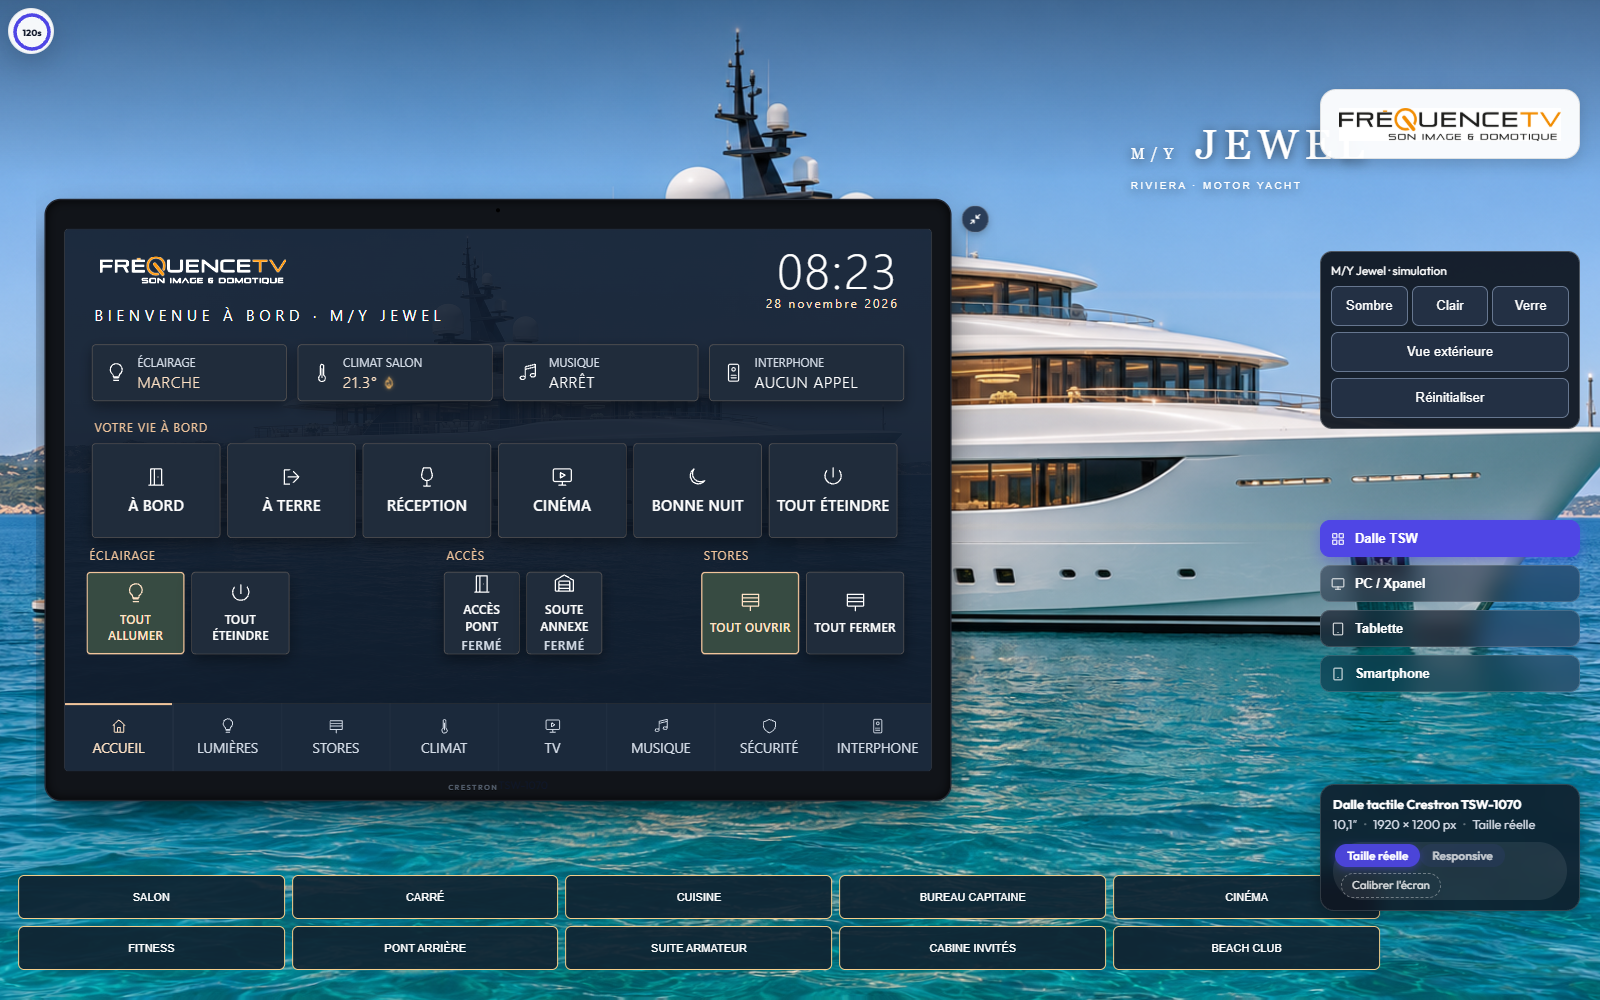 120s
M/Y JEWEL
RIVIERA · MOTOR YACHT
FRÉQUENCETV
SON IMAGE & DOMOTIQUE
FRÉQUENCETV
SON IMAGE & DOMOTIQUE
08:23
28 novembre 2026
BIENVENUE À BORD · M/Y JEWEL
ÉCLAIRAGE
MARCHE
CLIMAT SALON
21.3°
MUSIQUE
ARRÊT
INTERPHONE
AUCUN APPEL
VOTRE VIE À BORD
À BORD
À TERRE
RÉCEPTION
CINÉMA
BONNE NUIT
TOUT ÉTEINDRE
ÉCLAIRAGE
TOUT
ALLUMER
TOUT
ÉTEINDRE
ACCÈS
ACCÈS
PONT
FERMÉ
SOUTE
ANNEXE
FERMÉ
STORES
TOUT OUVRIR
TOUT FERMER
ACCUEIL
LUMIÈRES
STORES
CLIMAT
TV
MUSIQUE
SÉCURITÉ
INTERPHONE
CRESTRON
M/Y Jewel · simulation
Sombre
Clair
Verre
Vue extérieure
Réinitialiser
Dalle TSW
PC / Xpanel
Tablette
Smartphone
Dalle tactile Crestron TSW-1070
10,1" · 1920 × 1200 px · Taille réelle
Taille réelle
Responsive
Calibrer l'écran
SALON
CARRÉ
CUISINE
BUREAU CAPITAINE
CINÉMA
FITNESS
PONT ARRIÈRE
SUITE ARMATEUR
CABINE INVITÉS
BEACH CLUB